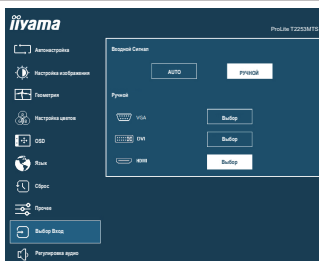 iiyama
ProLite T2253MTS
Автонастройка
Настройка изображения
Геометрия
Настройка цветов
OSD
Язык
Сброс
Прочее
Выбор Вход
Регулировка аудио
Входной Сигнал
AUTO
РУЧНОЙ
Ручной
VGA
Выбор
DVI
Выбор
HDMI
Выбор